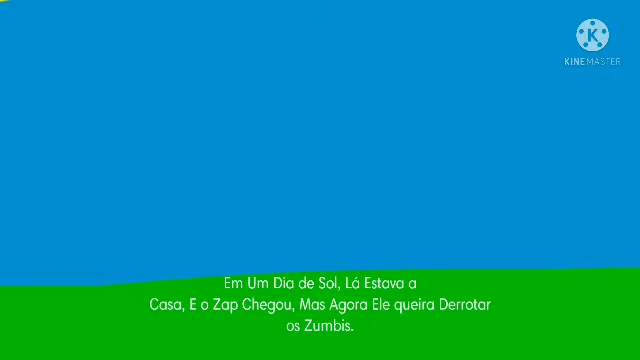 KINEMASTER
Em Um Dia de Sol, Lá Estava a
Casa, E o Zap Chegou, Mas Agora Ele queira Derrotar
os Zumbis.